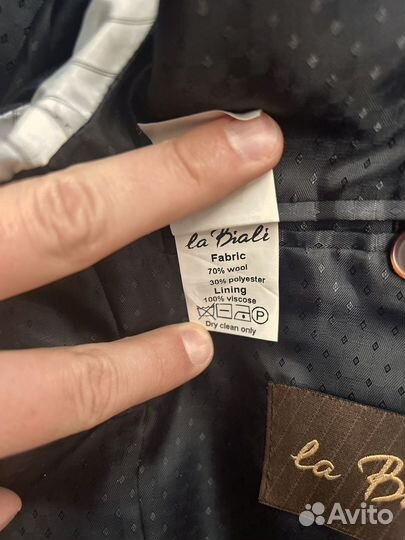 la Biali
Fabric
70% wool
30% polyester
Lining
100% viscose
P
Dry clean only
la B
Avito